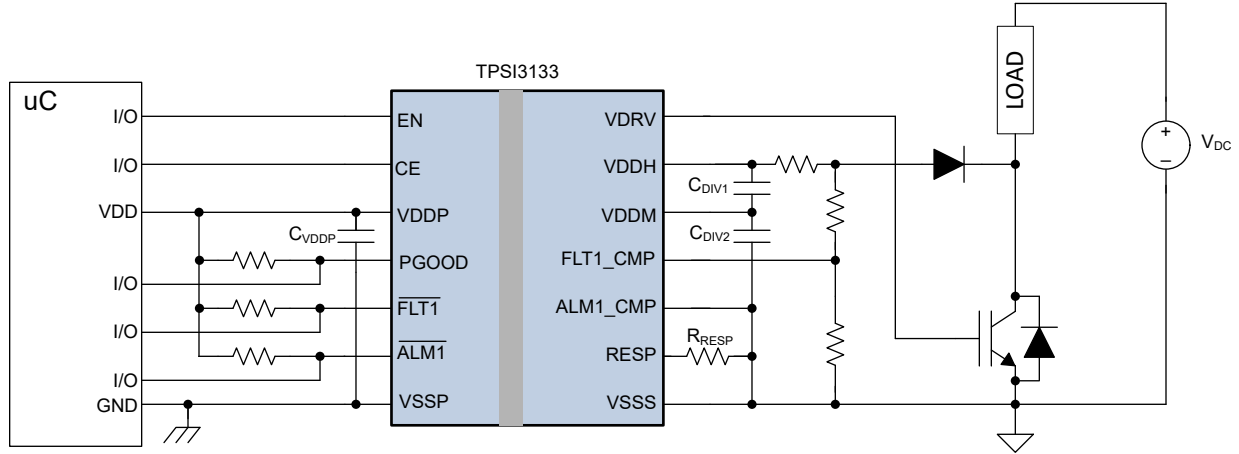 TPSI3133
uC
I/O
I/O
VDD
I/O
I/O
I/O
GND
C_VDDP
EN
CE
VDDP
PGOOD
FLT1
ALM1
VSSP
VDRV
VDDH
VDDM
FLT1_CMP
ALM1_CMP
RESP
VSSS
C_DIV1
C_DIV2
R_RESP
LOAD
+
–
V_DC